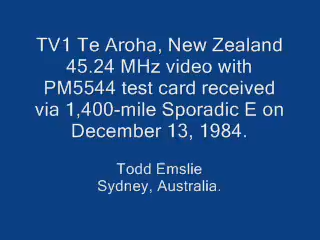 TV1 Te Aroha, New Zealand
45.24 MHz video with
PM5544 test card received
via 1,400-mile Sporadic E on
December 13, 1984.
Todd Emslie
Sydney, Australia.